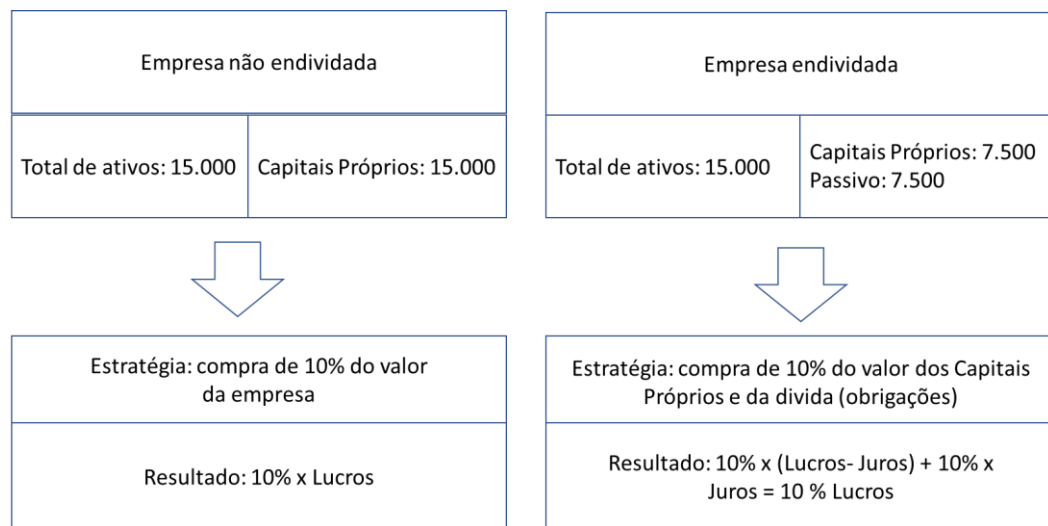 Empresa não endividada
Total de ativos: 15.000
Capitais Próprios: 15.000
Estratégia: compra de 10% do valor
da empresa
Resultado: 10% x Lucros
Empresa endividada
Total de ativos: 15.000
Capitais Próprios: 7.500
Passivo: 7.500
Estratégia: compra de 10% do valor dos Capitais
Próprios e da divida (obrigações)
Resultado: 10% x (Lucros- Juros) + 10% x
Juros = 10 % Lucros